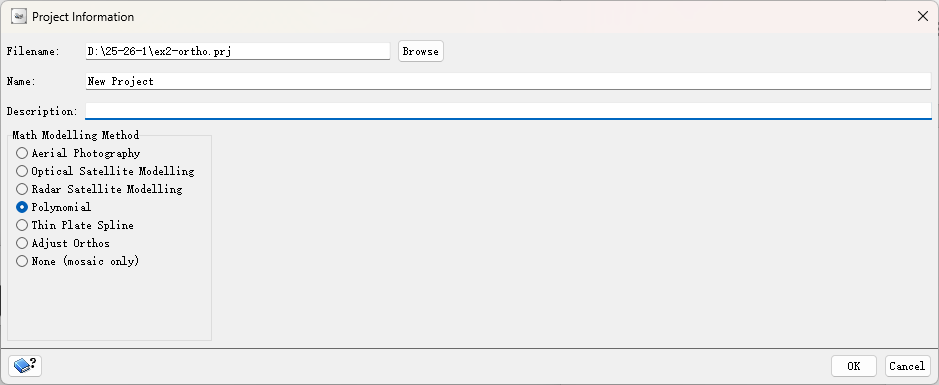 Project Information
Filename: D:\25-26-1\ex2-ortho.prj Browse
Name: New Project
Description:
Math Modelling Method
Aerial Photography
Optical Satellite Modelling
Radar Satellite Modelling
Polynomial
Thin Plate Spline
Adjust Orthos
None (mosaic only)
? OK Cancel